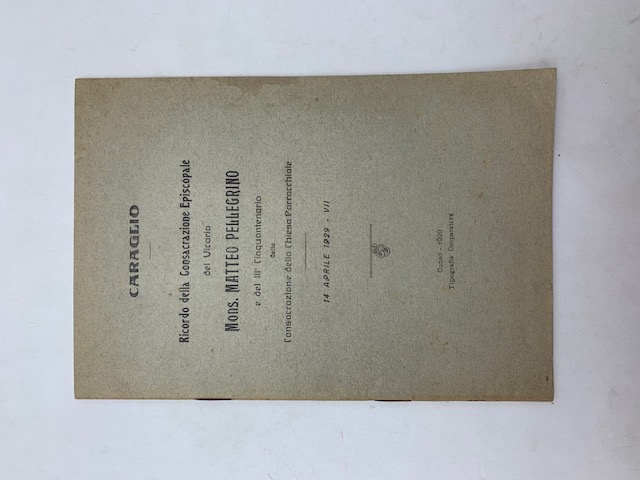 CARAGLIO
Ricordo della Consacrazione Episcopale
del Vicario
Mons. MATTEO PELLEGRINO
e del III° Cinquantenario
della
Consacrazione della Chiesa Parrocchiale
14 APRILE 1929 - VII
Cuneo - 1929
Tipografia Cooperativa